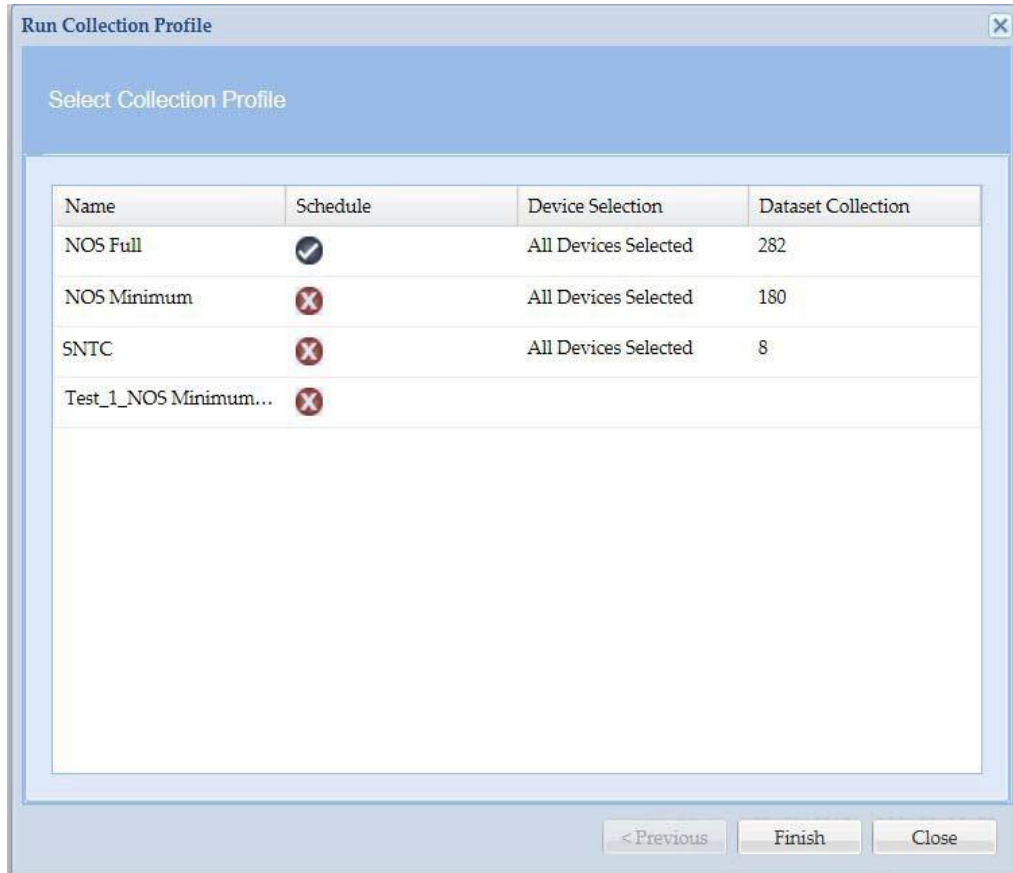 Run Collection Profile
Select Collection Profile
Name Schedule Device Selection Dataset Collection
NOS Full All Devices Selected 282
NOS Minimum All Devices Selected 180
SNTC All Devices Selected 8
Test_1_NOS Minimum...
< Previous Finish Close